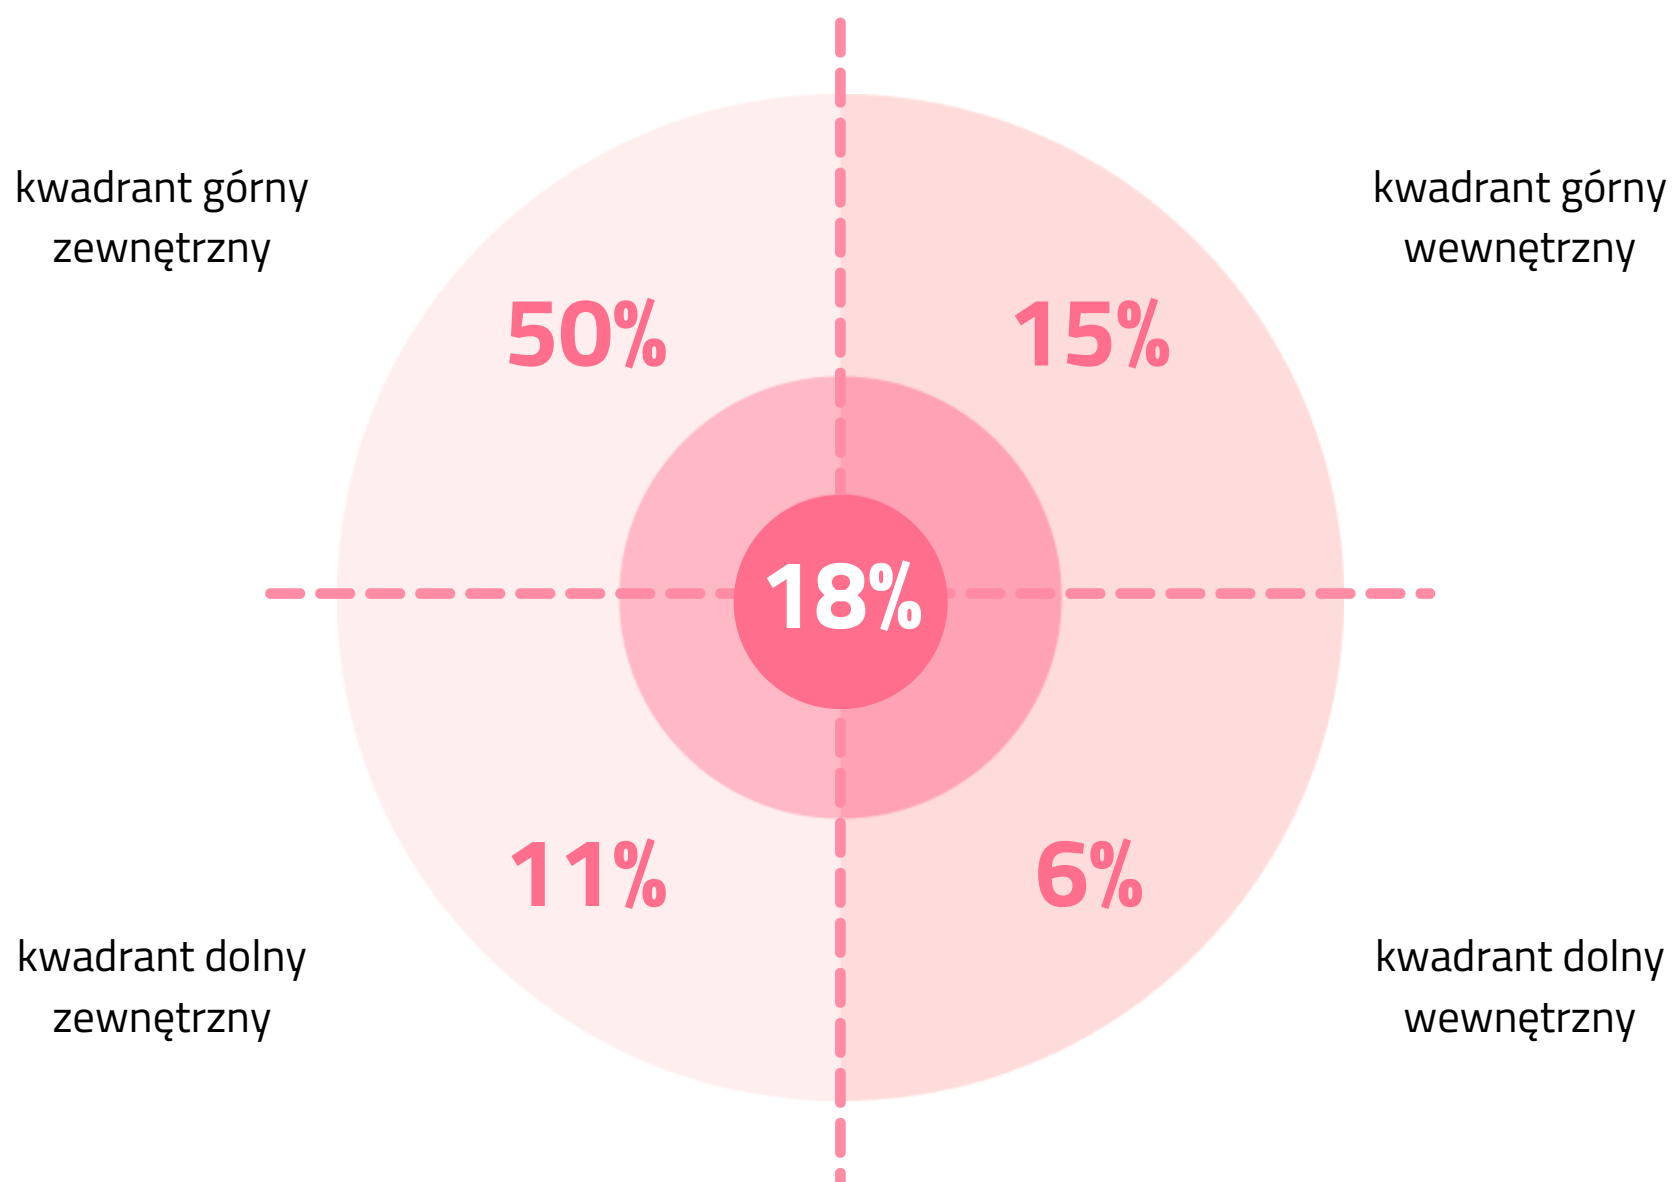 kwadrant górny
zewnętrzny
kwadrant górny
wewnętrzny
50%
15%
18%
11%
6%
kwadrant dolny
zewnętrzny
kwadrant dolny
wewnętrzny